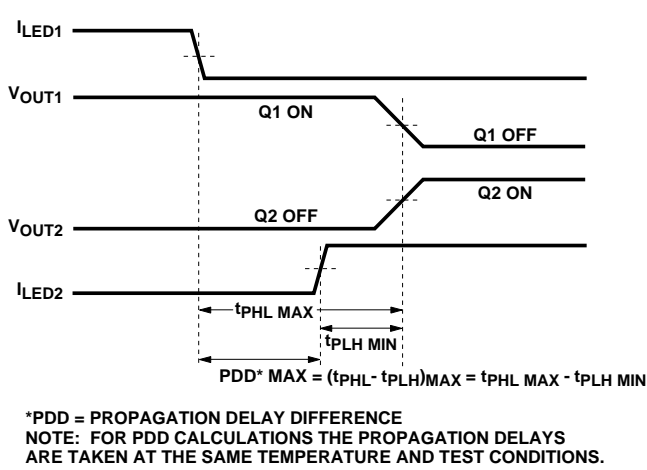 ILED1
VOUT1
Q1 ON
Q1 OFF
Q2 ON
Q2 OFF
VOUT2
ILED2
tPHL MAX
tPLH MIN
PDD* MAX = (tPHL- tPLH)MAX = tPHL MAX - tPLH MIN
*PDD = PROPAGATION DELAY DIFFERENCE
NOTE: FOR PDD CALCULATIONS THE PROPAGATION DELAYS
ARE TAKEN AT THE SAME TEMPERATURE AND TEST CONDITIONS.